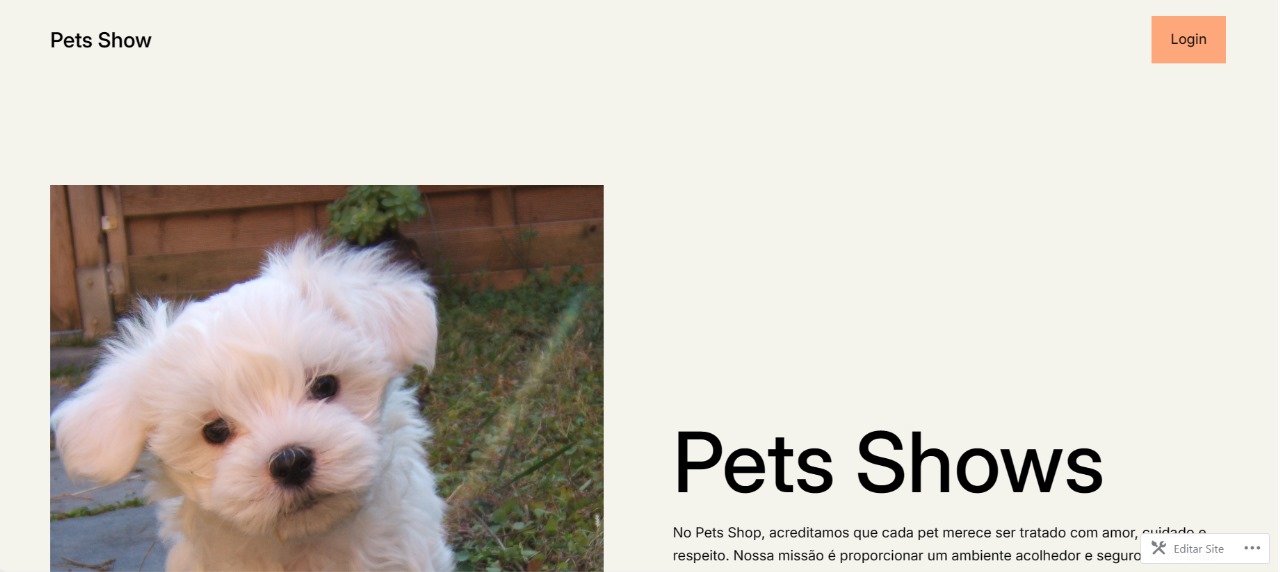 Pets Show
Login
Pets Shows
No Pets Shop, acreditamos que cada pet merece ser tratado com amor, cuidado e
respeito. Nossa missão é proporcionar um ambiente acolhedor e seguro
Editar Site